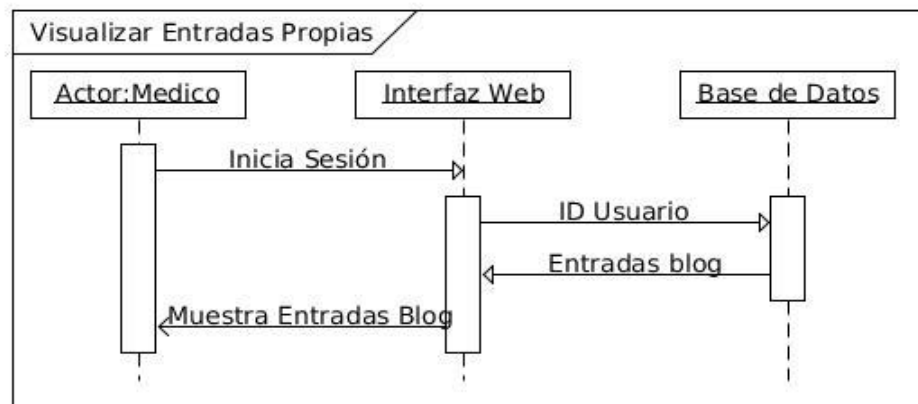 Visualizar Entradas Propias
Actor:Medico
Interfaz Web
Base de Datos
Inicia Sesión
ID Usuario
Entradas blog
Muestra Entradas Blog